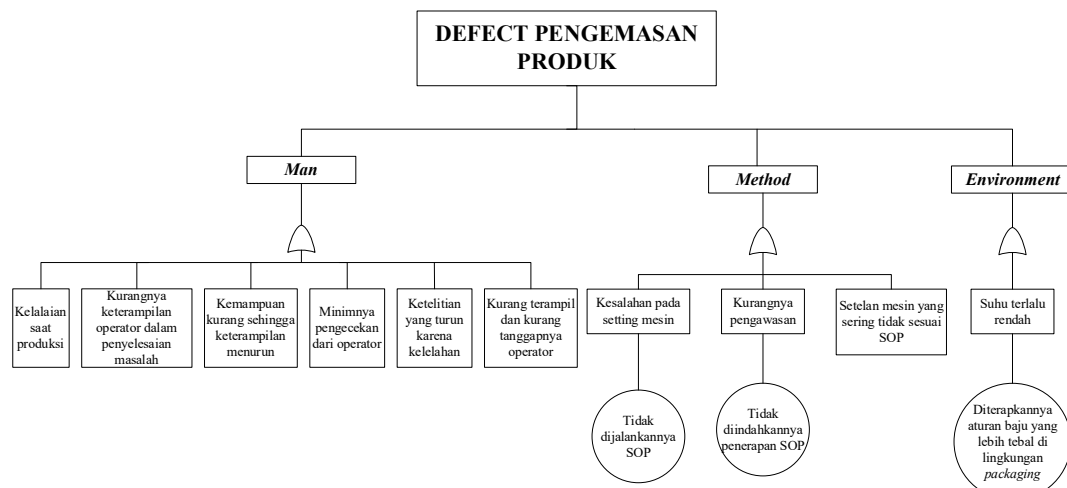 DEFECT PENGEMASAN
PRODUK
Man
Method
Environment
Kelalaian
saat
produksi
Kurangnya
keterampilan
operator dalam
penyelesaian
masalah
Kemampuan
kurang sehingga
keterampilan
menurun
Minimnya
pengecekan
dari operator
Ketelitian
yang turun
karena
kelelahan
Kurang terampil
dan kurang
tanggapnya
operator
Kesalahan pada
setting mesin
Kurangnya
pengawasan
Setelan mesin yang
sering tidak sesuai
SOP
Suhu terlalu
rendah
Tidak
dijalankannya
SOP
Tidak
diindahkannya
penerapan SOP
Diterapkannya
aturan baju yang
lebih tebal di
lingkungan
packaging